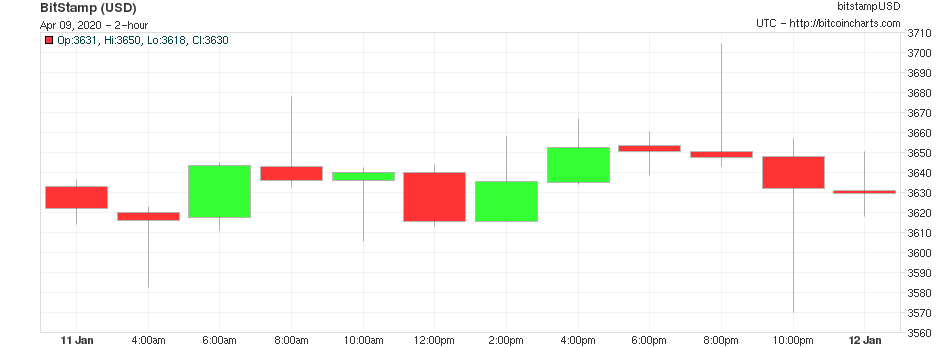 BitStamp (USD)
bitstampUSD
Apr 09, 2020 - 2-hour
UTC - http://bitcoincharts.com
Op:3631, Hi:3650, Lo:3618, Cl:3630
3710
3700
3690
3680
3670
3660
3650
3640
3630
3620
3610
3600
3590
3580
3570
3560
11 Jan 4:00am 6:00am 8:00am 10:00am 12:00pm 2:00pm 4:00pm 6:00pm 8:00pm 10:00pm 12 Jan